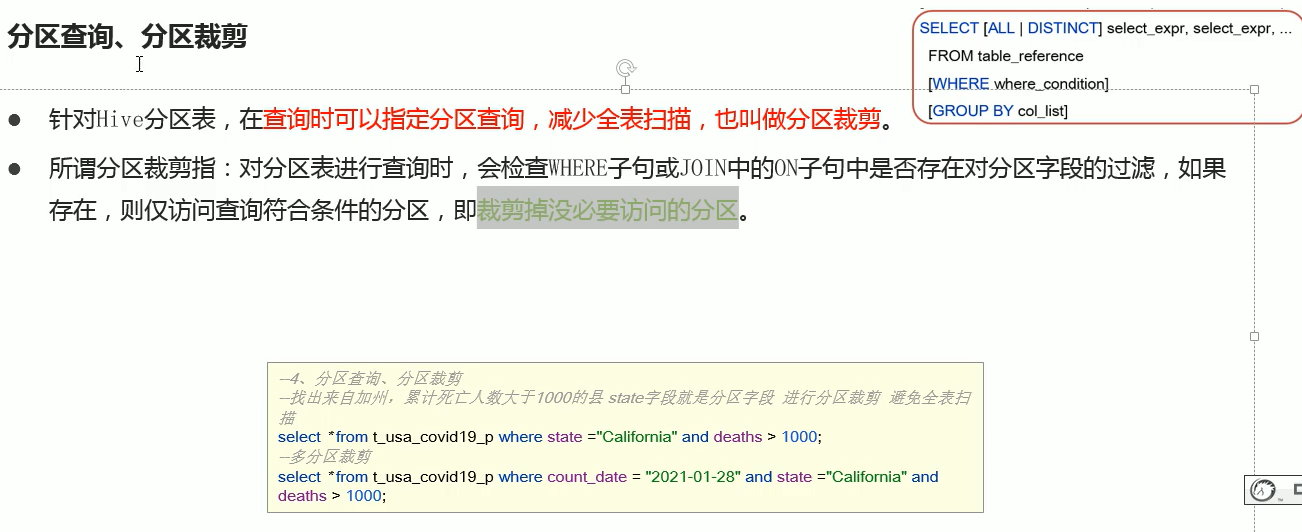 分区查询、分区裁剪
SELECT [ALL | DISTINCT] select_expr, select_expr, ...
FROM table_reference
[WHERE where_condition]
[GROUP BY col_list]
● 针对Hive分区表，在查询时可以指定分区查询，减少全表扫描，也叫做分区裁剪。
● 所谓分区裁剪指：对分区表进行查询时，会检查WHERE子句或JOIN中的ON子句中是否存在对分区字段的过滤，如果
存在，则仅访问查询符合条件的分区，即裁剪掉没必要访问的分区。
--4、分区查询、分区裁剪
--找出来自加州，累计死亡人数大于1000的县 state字段就是分区字段 进行分区裁剪 避免全表扫
描
select *from t_usa_covid19_p where state ="California" and deaths > 1000;
--多分区裁剪
select *from t_usa_covid19_p where count_date = "2021-01-28" and state ="California" and
deaths > 1000;